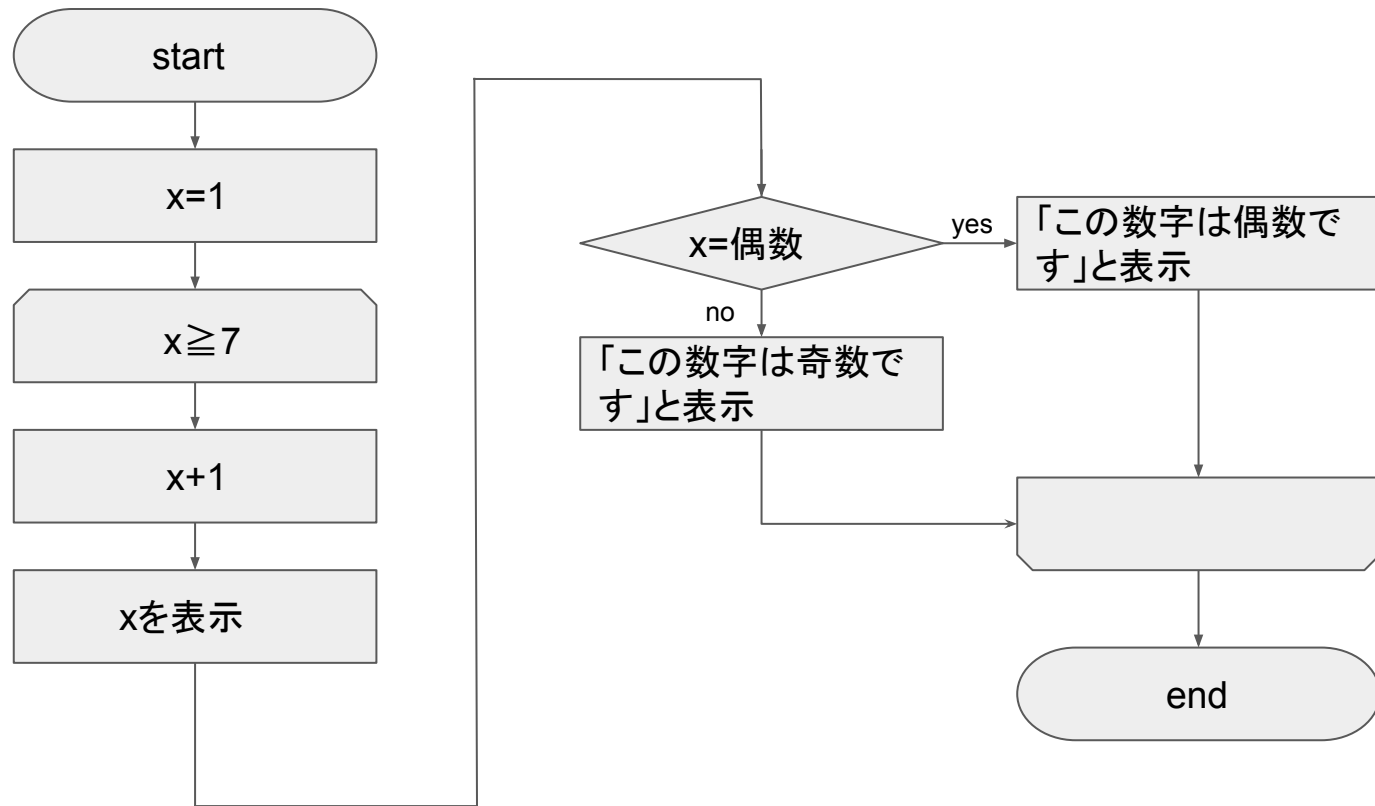 start
x=1
x≧7
x+1
xを表示
x=偶数
yes
「この数字は偶数で
す」と表示
no
「この数字は奇数で
す」と表示
end